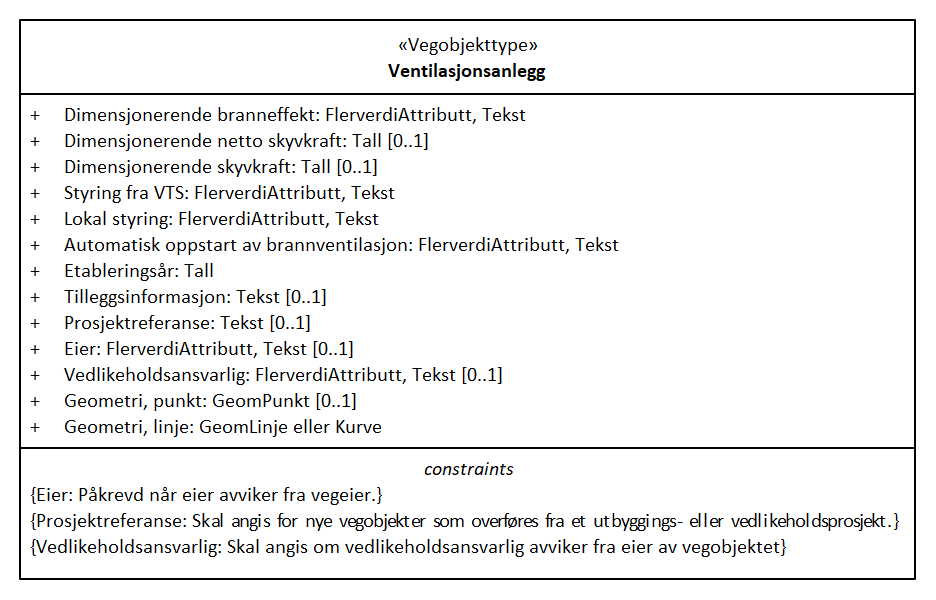 «Vegobjekttype»
Ventilasjonsanlegg
+ Dimensjonerende branneffekt: FlerverdiAttributt, Tekst
+ Dimensjonerende netto skyvkraft: Tall [0..1]
+ Dimensjonerende skyvkraft: Tall [0..1]
+ Styring fra VTS: FlerverdiAttributt, Tekst
+ Lokal styring: FlerverdiAttributt, Tekst
+ Automatisk oppstart av brannventilasjon: FlerverdiAttributt, Tekst
+ Etableringsår: Tall
+ Tilleggsinformasjon: Tekst [0..1]
+ Prosjektreferanse: Tekst [0..1]
+ Eier: FlerverdiAttributt, Tekst [0..1]
+ Vedlikeholdsansvarlig: FlerverdiAttributt, Tekst [0..1]
+ Geometri, punkt: GeomPunkt [0..1]
+ Geometri, linje: GeomLinje eller Kurve
constraints
{Eier: Påkrevd når eier avviker fra vegeier.}
{Prosjektreferanse: Skal angis for nye vegobjekter som overføres fra et utbyggings- eller vedlikeholdsprosjekt.}
{Vedlikeholdsansvarlig: Skal angis om vedlikeholdsansvarlig avviker fra eier av vegobjektet}